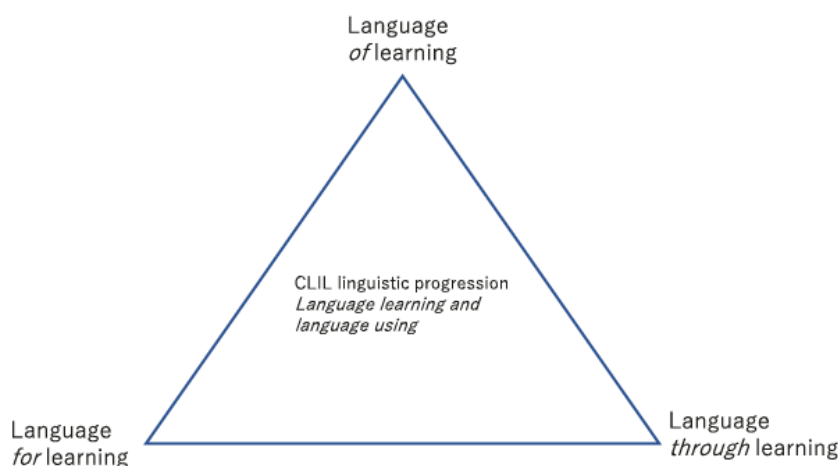 Language
of learning
CLIL linguistic progression
Language learning and
language using
Language
for learning
Language
through learning